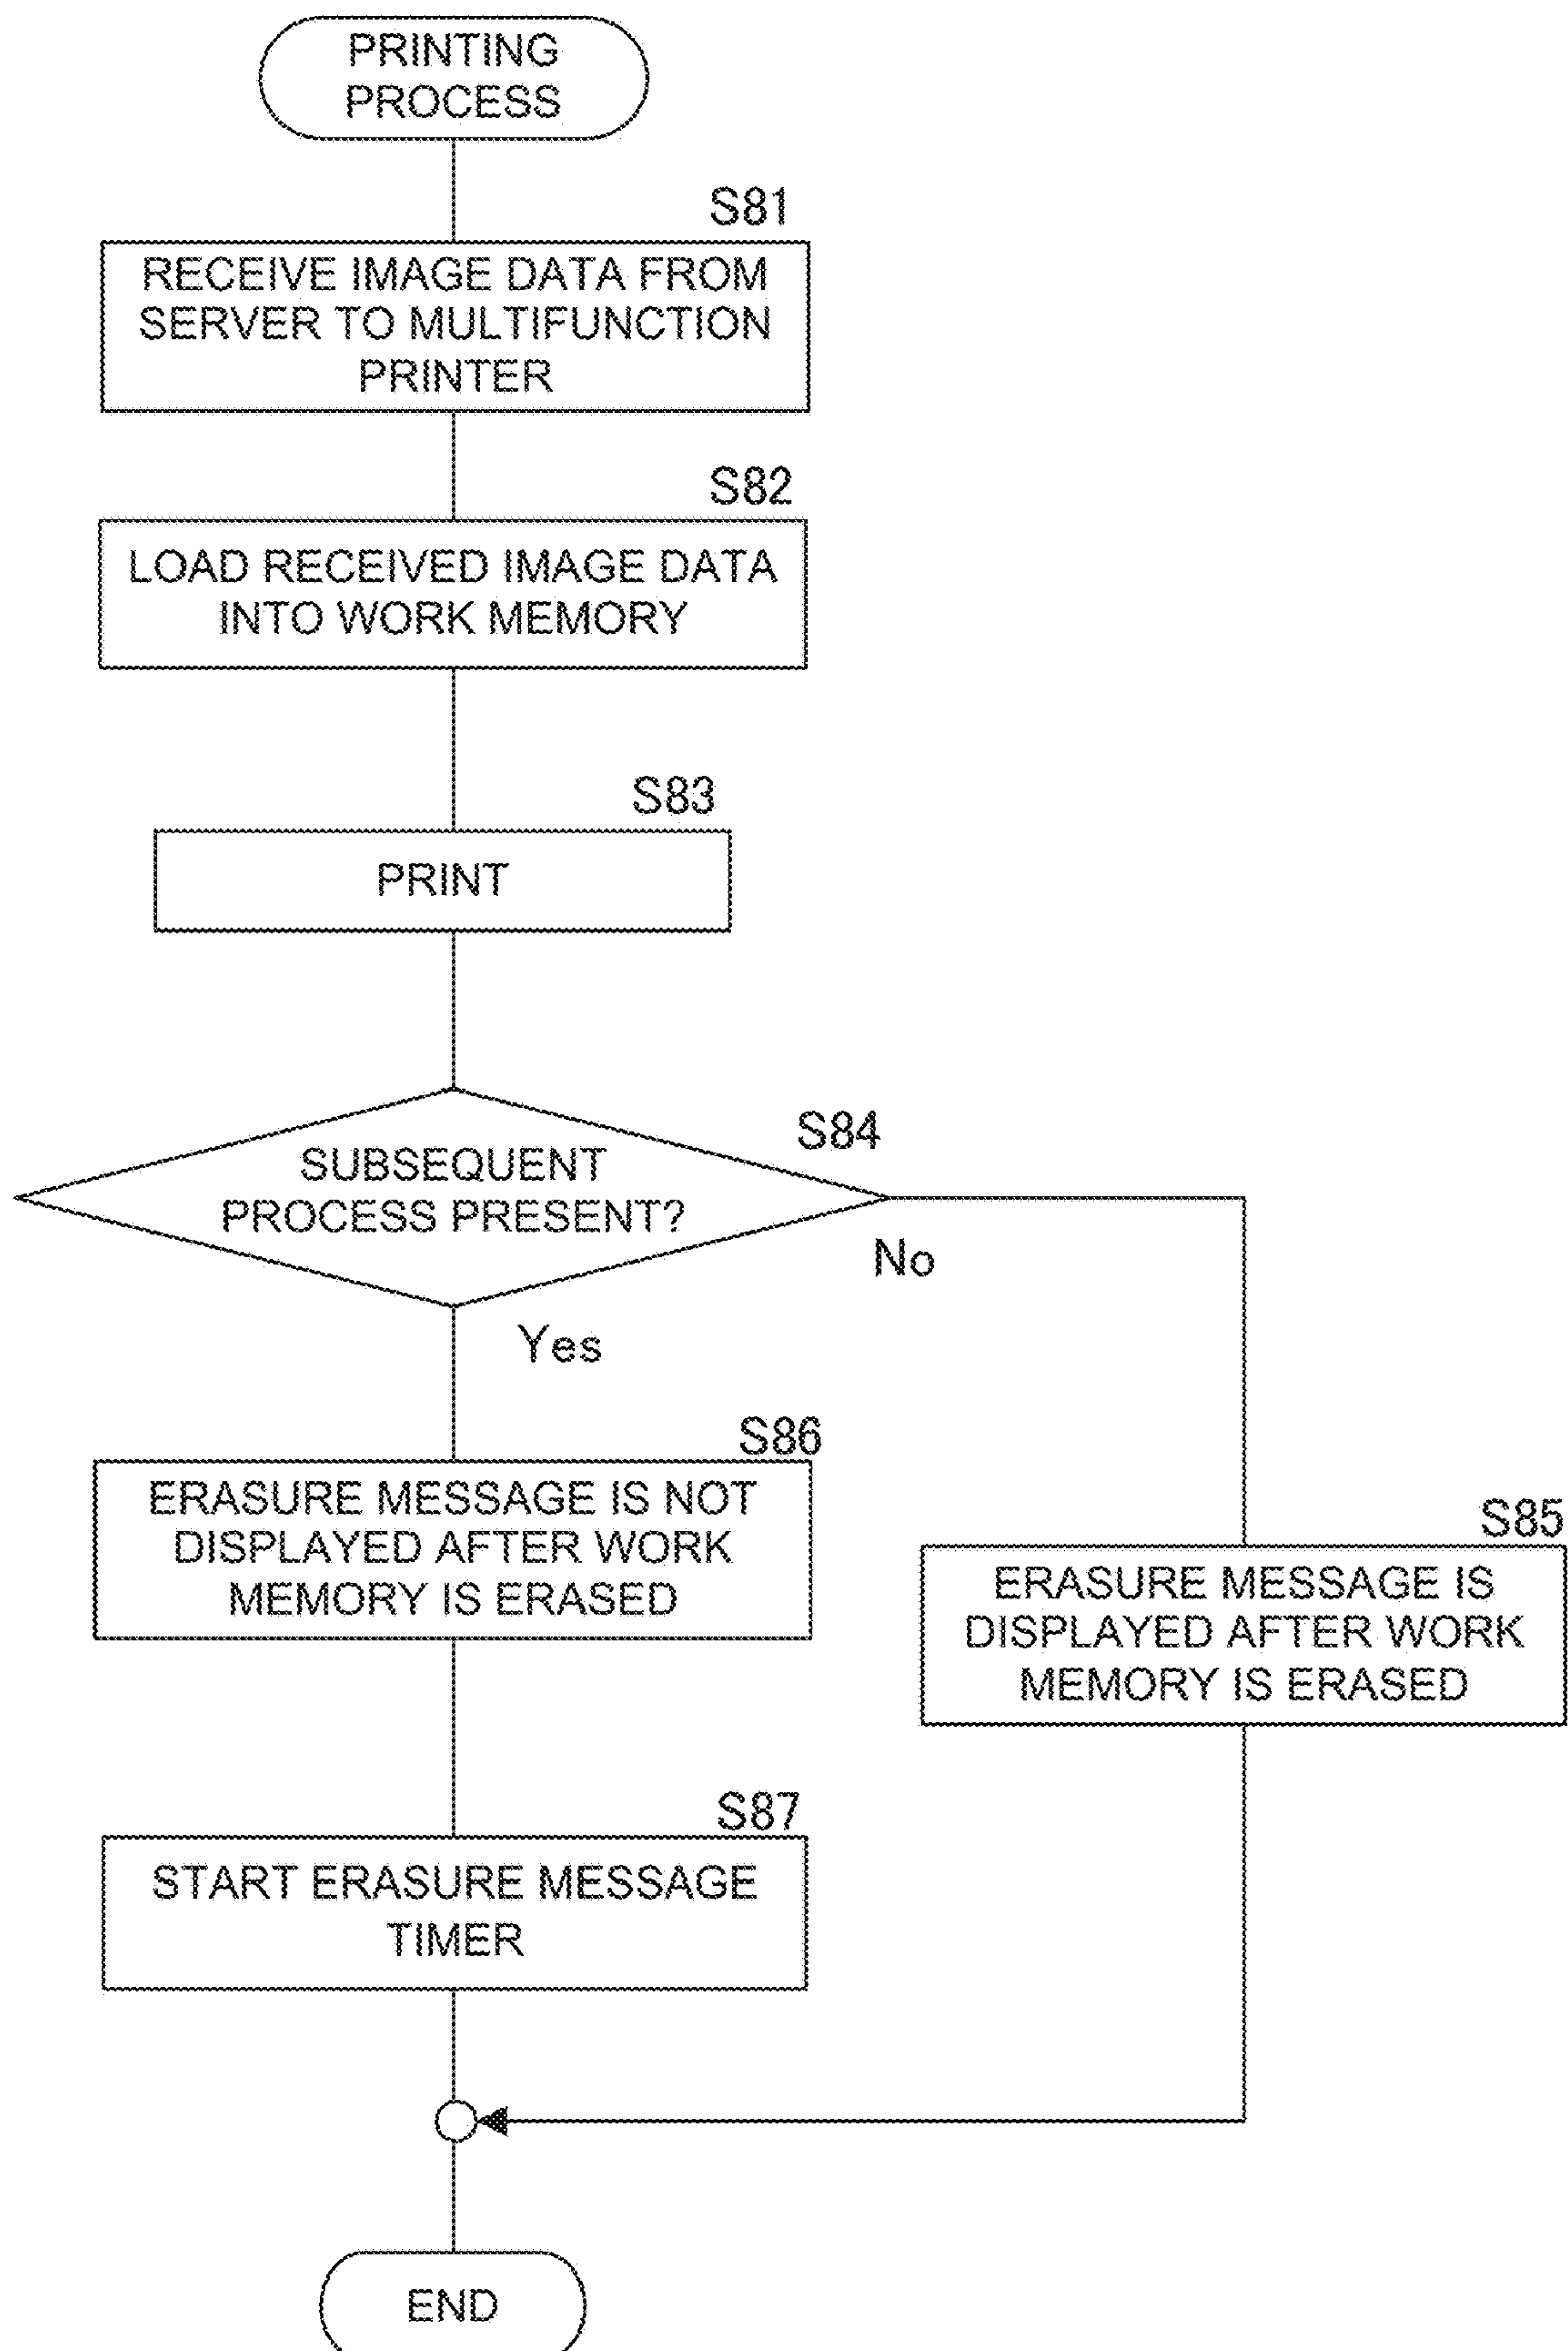 PRINTING
PROCESS
S81
RECEIVE IMAGE DATA FROM
SERVER TO MULTIFUNCTION
PRINTER
S82
LOAD RECEIVED IMAGE DATA
INTO WORK MEMORY
S83
PRINT
S84
SUBSEQUENT
PROCESS PRESENT?
No
Yes
S86
ERASURE MESSAGE IS NOT
DISPLAYED AFTER WORK
MEMORY IS ERASED
S85
ERASURE MESSAGE IS
DISPLAYED AFTER WORK
MEMORY IS ERASED
S87
START ERASURE MESSAGE
TIMER
END